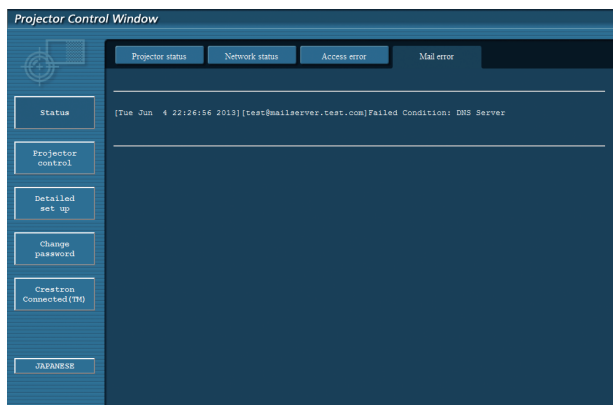 Projector Control Window
Projector status
Network status
Access error
Mail error
Status
[Tue Jun  4 22:26:56 2013][test@mailserver.test.com]Failed Condition: DNS Server
Projector
control
Detailed
set up
Change
password
Crestron
Connected(TM)
JAPANESE